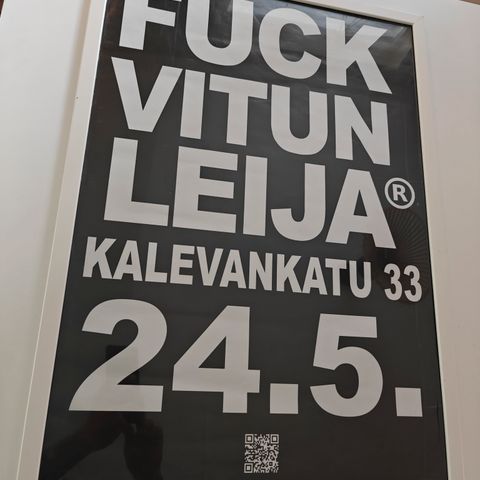 FUCK
VITUN
LEIJA®
KALEVANKATU 33
24.5.